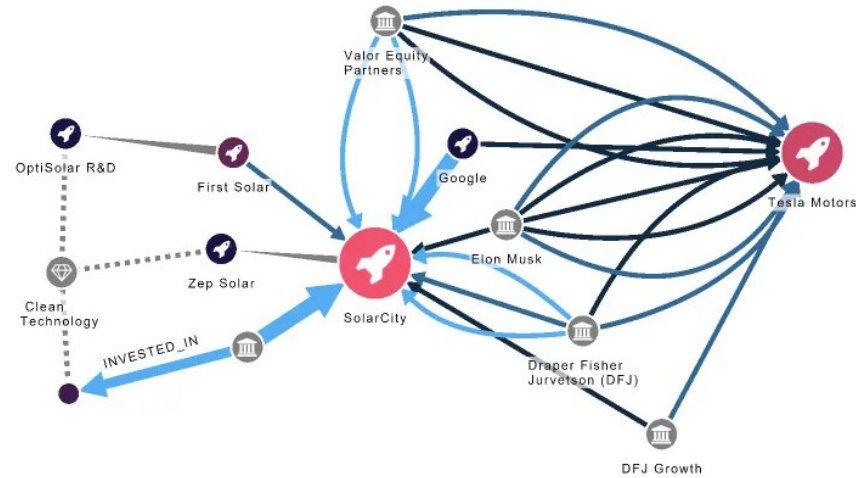 Valor Equity
Partners
OptiSolar R&D
First Solar
Google
Tesla Motors
Elon Musk
Zep Solar
Clean
Technology
SolarCity
INVESTED_IN
Draper Fisher
Jurvetson (DFJ)
DFJ Growth